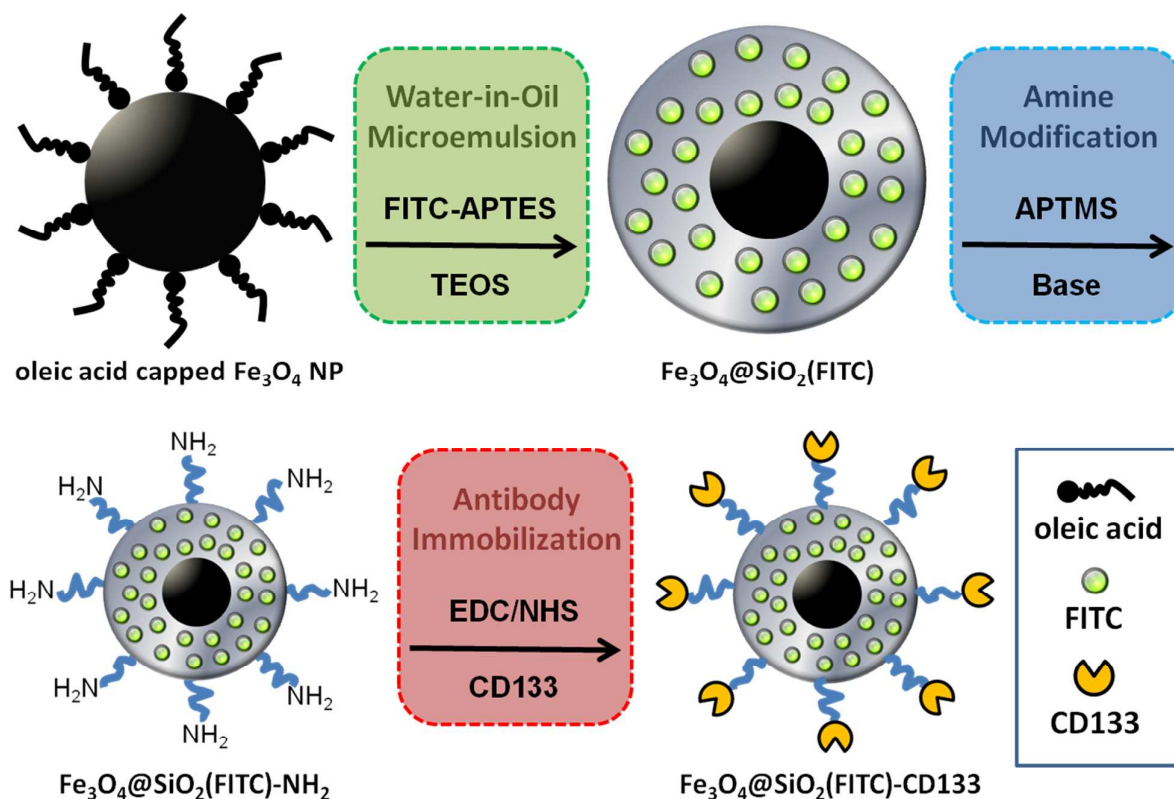 Water-in-Oil
Microemulsion
FITC-APTES
TEOS
Amine
Modification
APTMS
Base
oleic acid capped Fe₃O₄ NP
Fe₃O₄@SiO₂(FITC)
NH₂
H₂N
NH₂
H₂N
NH₂
H₂N
NH₂
NH₂
Antibody
Immobilization
EDC/NHS
CD133
oleic acid
FITC
CD133
Fe₃O₄@SiO₂(FITC)-NH₂
Fe₃O₄@SiO₂(FITC)-CD133